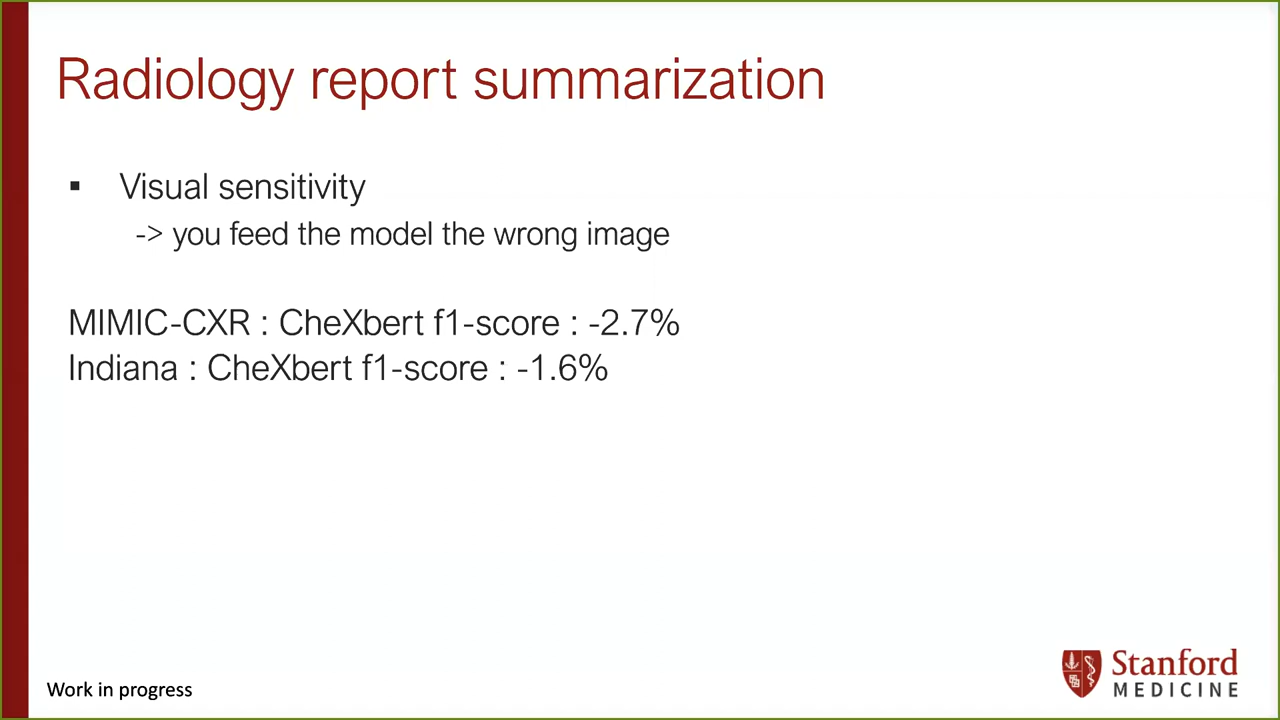 Radiology report summarization
▪ Visual sensitivity
-> you feed the model the wrong image
MIMIC-CXR : CheXbert f1-score : -2.7%
Indiana : CheXbert f1-score : -1.6%
Work in progress
Stanford
MEDICINE